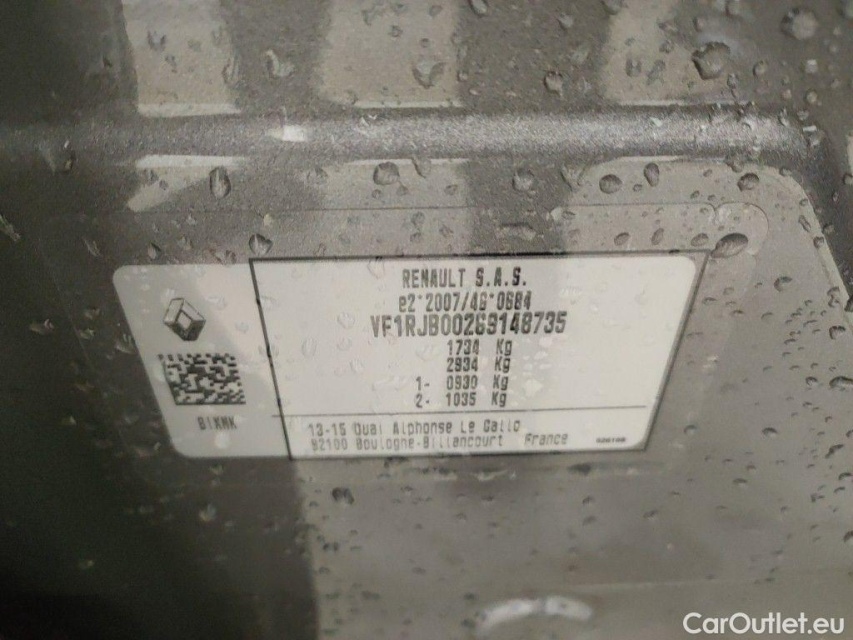 RENAULT S.A.S.
e2*2007/46*0684
VF1RJB00269148735
1734 Kg
2934 Kg
1- 0930 Kg
2- 1035 Kg
13-15 Quai Alphonse Le Gallo
92100 Boulogne-Billancourt France
CarOutlet.eu